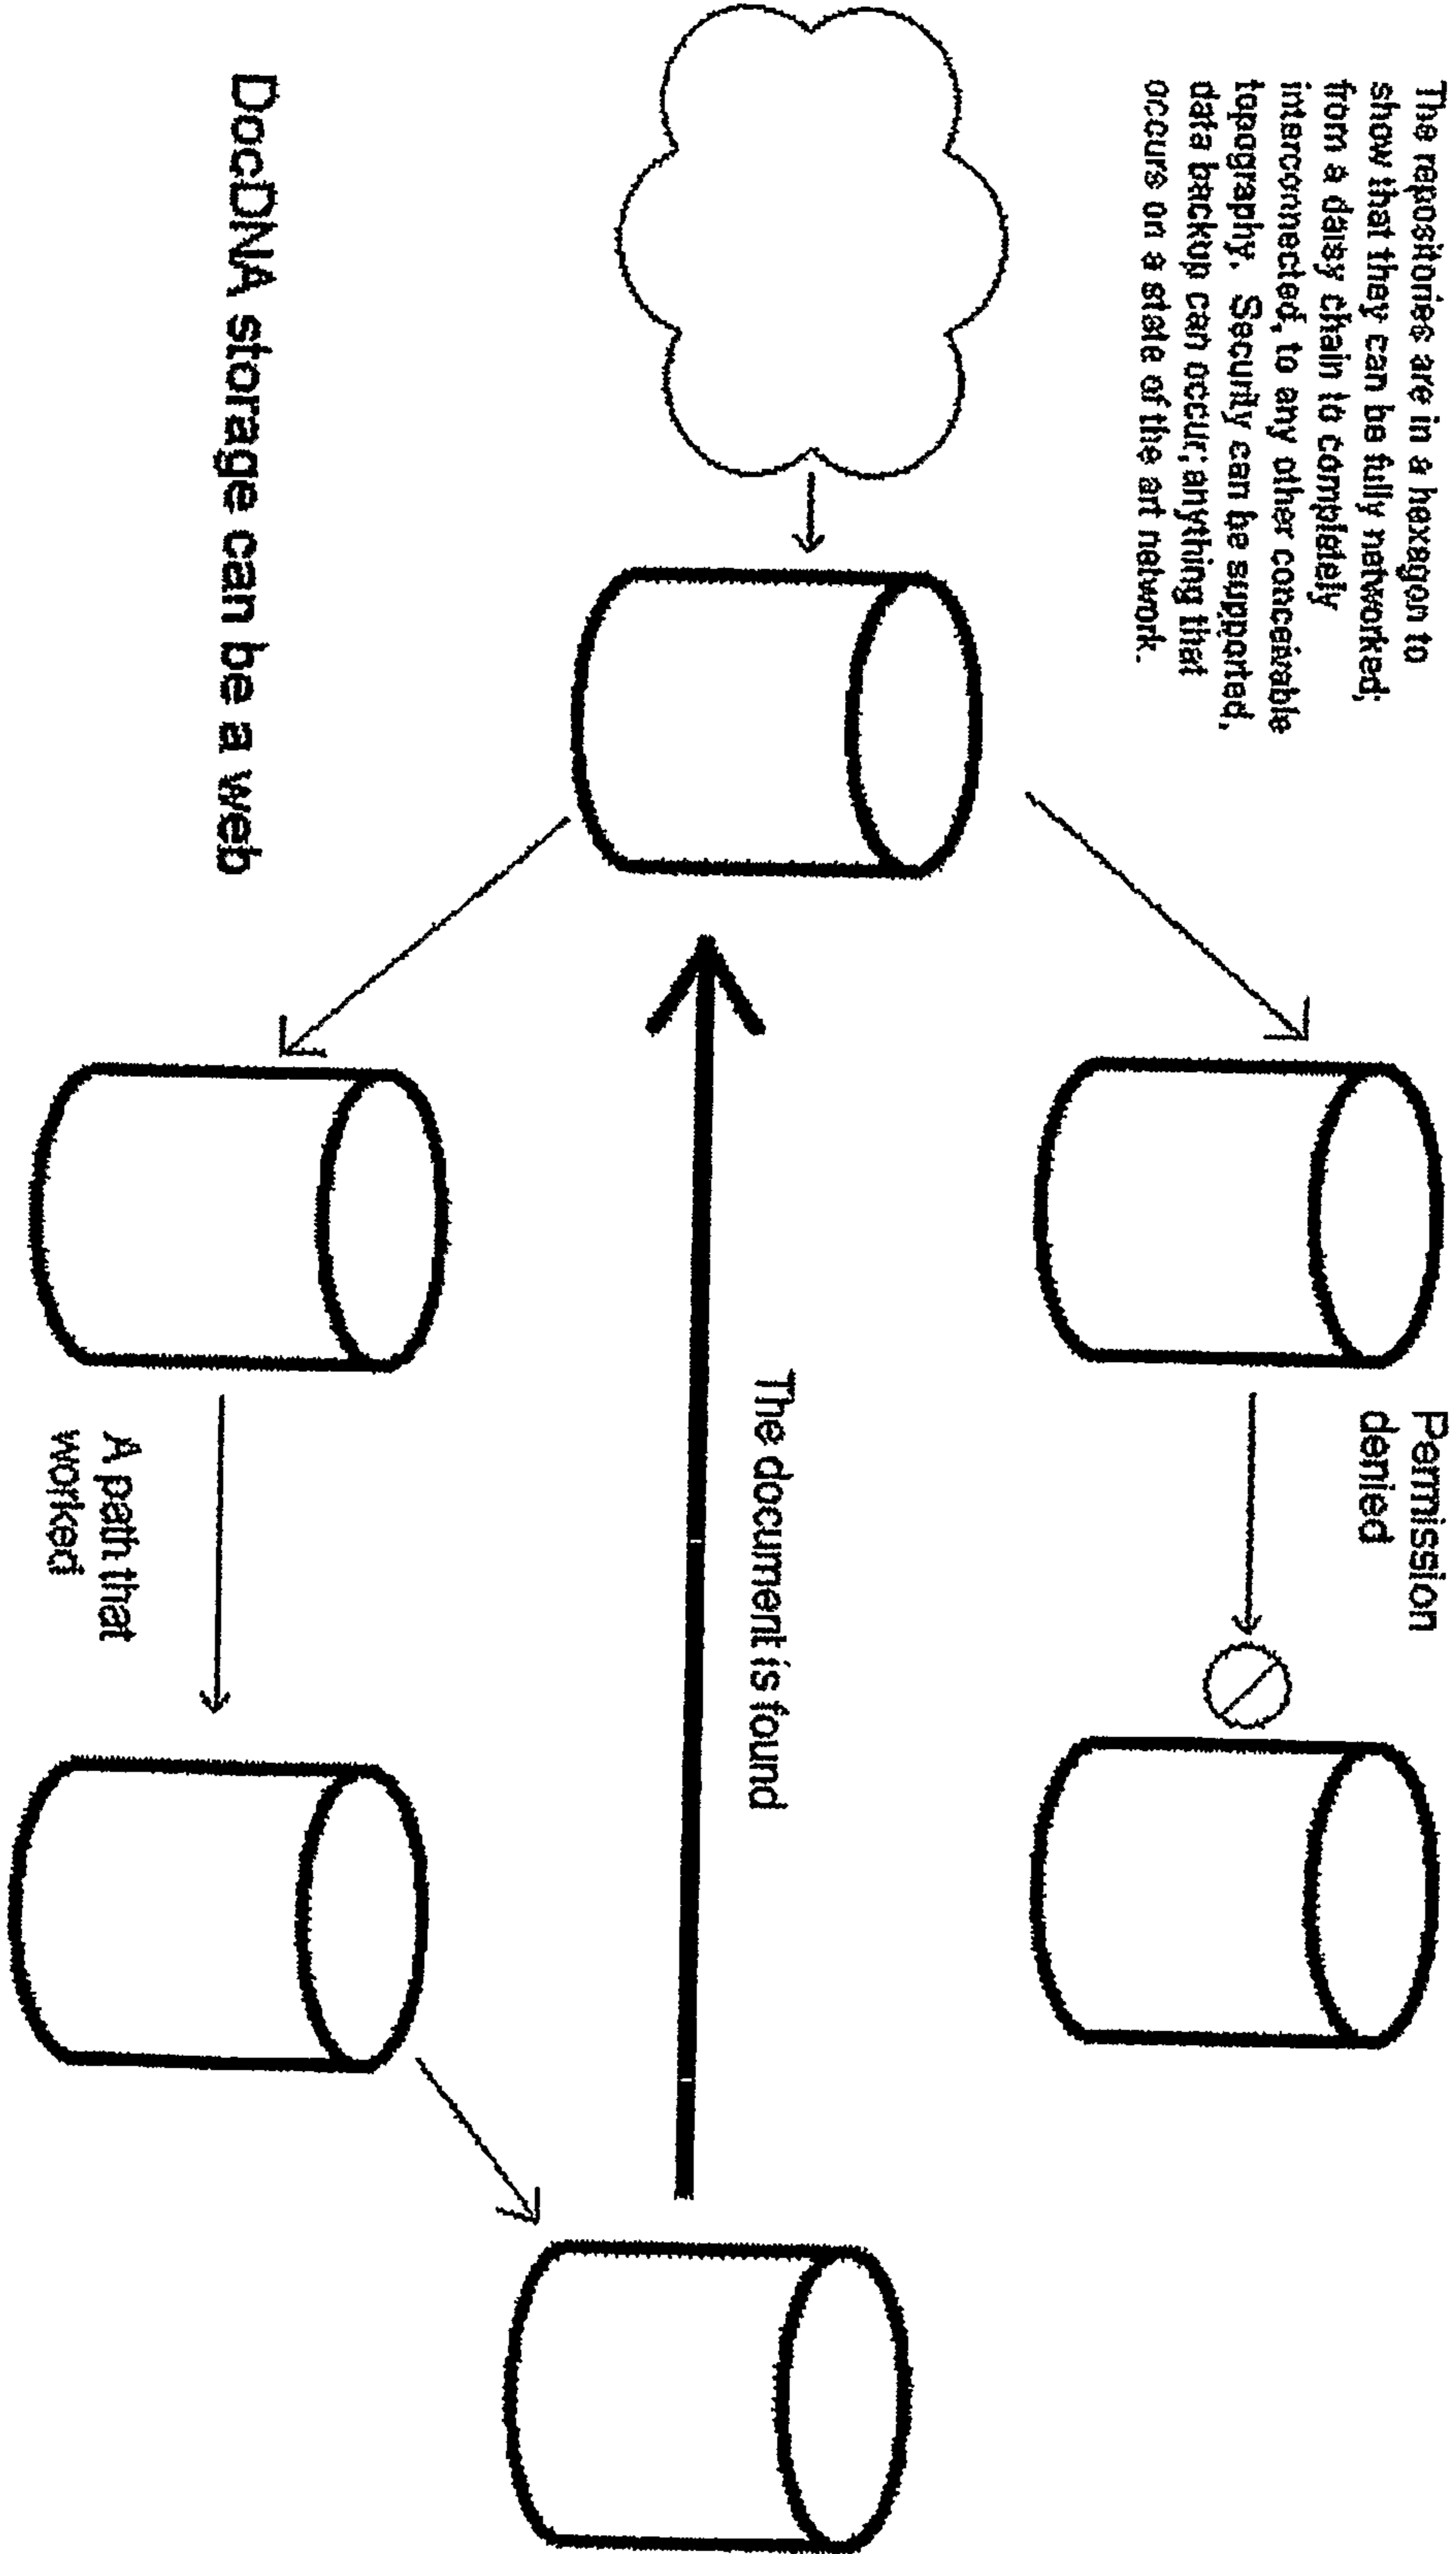 The repositories are in a hexagon to
show that they can be fully networked;
from a daisy chain to completely
interconnected, to any other conceivable
topography. Security can be supported,
data backup can occur; anything that
occurs on a state of the art network.
Permission
denied
The document is found
A path that
worked
DocDNA storage can be a web